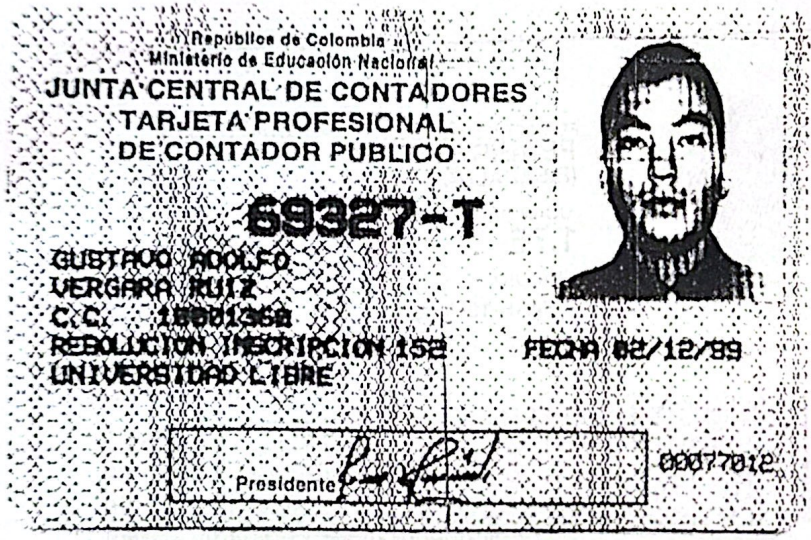 República de Colombia
Ministerio de Educación Nacional
JUNTA CENTRAL DE CONTADORES
TARJETA PROFESIONAL
DE CONTADOR PUBLICO
69327-T
GUSTAVO ADOLFO
VERGARA RUIZ
C.C.
RESOLUCION INSCRIPCION 152
FECHA 02/12/99
UNIVERSIDAD LIBRE
Presidente
00077012